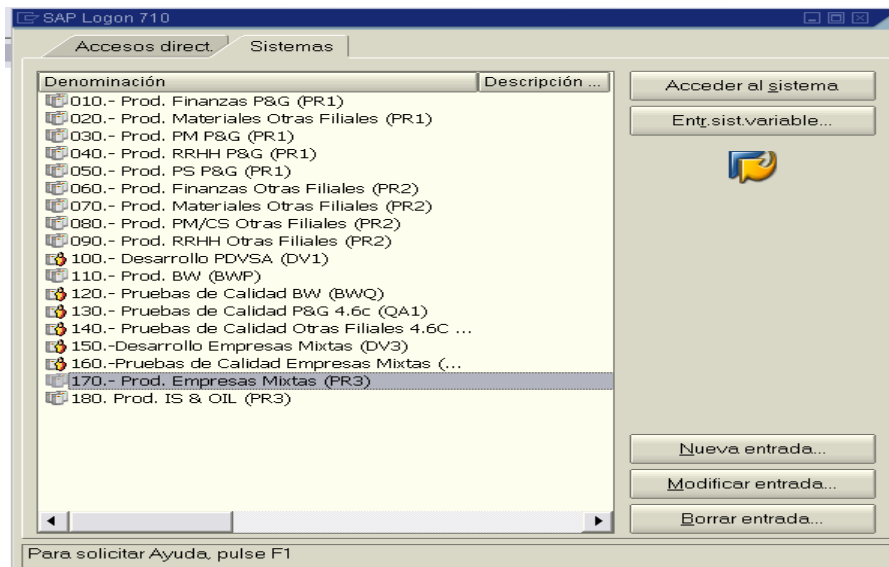 SAP Logon 710
Accesos direct. Sistemas
Denominación Descripción ...
010.- Prod. Finanzas P&G (PR1)
020.- Prod. Materiales Otras Filiales (PR1)
030.- Prod. PM P&G (PR1)
040.- Prod. RRHH P&G (PR1)
050.- Prod. PS P&G (PR1)
060.- Prod. Finanzas Otras Filiales (PR2)
070.- Prod. Materiales Otras Filiales (PR2)
080.- Prod. PM/CS Otras Filiales (PR2)
090.- Prod. RRHH Otras Filiales (PR2)
100.- Desarrollo PDVSA (DV1)
110.- Prod. BW (BWP)
120.- Pruebas de Calidad BW (BWQ)
130.- Pruebas de Calidad P&G 4.6c (QA1)
140.- Pruebas de Calidad Otras Filiales 4.6C ...
150.-Desarrollo Empresas Mixtas (DV3)
160.-Pruebas de Calidad Empresas Mixtas (...
170.- Prod. Empresas Mixtas (PR3)
180. Prod. IS & OIL (PR3)
Acceder al sistema
Entr.sist.variable...
Nueva entrada...
Modificar entrada...
Borrar entrada...
Para solicitar Ayuda, pulse F1